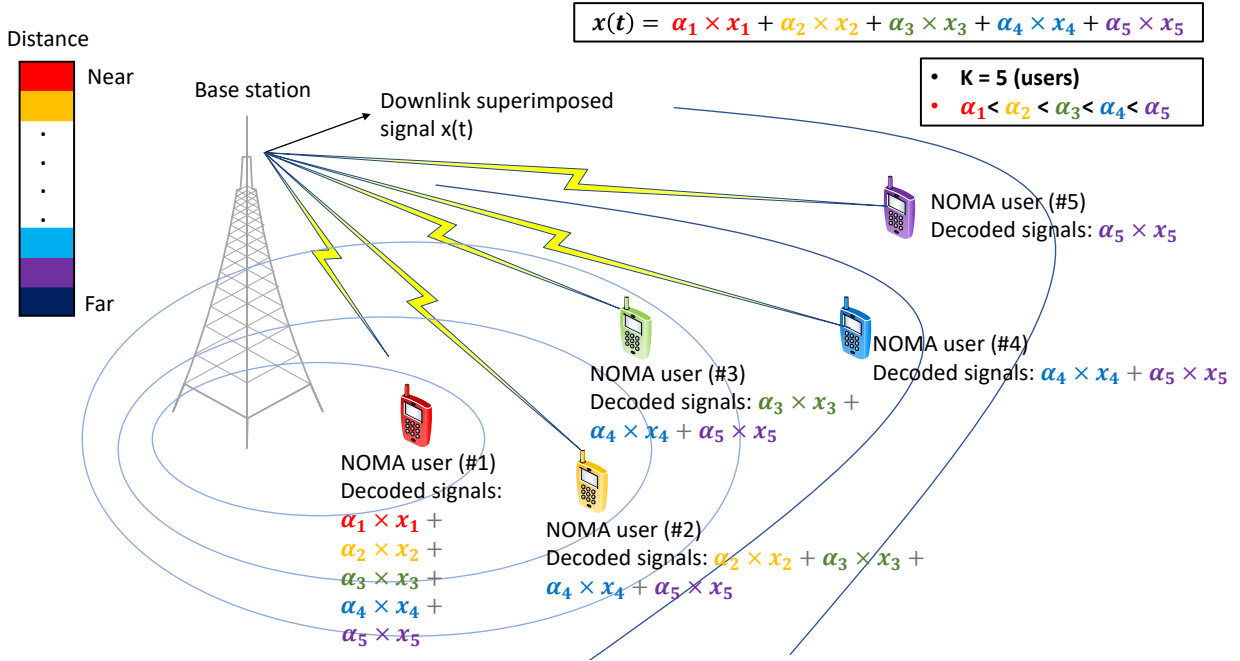 x(t) = α₁ × x₁ + α₂ × x₂ + α₃ × x₃ + α₄ × x₄ + α₅ × x₅
• K = 5 (users)
• α₁< α₂ < α₃< α₄< α₅
Distance
Near
.
.
.
.
Far
Base station
Downlink superimposed
signal x(t)
NOMA user (#5)
Decoded signals: α₅ × x₅
NOMA user (#4)
Decoded signals: α₄ × x₄ + α₅ × x₅
NOMA user (#3)
Decoded signals: α₃ × x₃ +
α₄ × x₄ + α₅ × x₅
NOMA user (#1)
Decoded signals:
α₁ × x₁ +
α₂ × x₂ +
α₃ × x₃ +
α₄ × x₄ +
α₅ × x₅
NOMA user (#2)
Decoded signals: α₂ × x₂ + α₃ × x₃ +
α₄ × x₄ + α₅ × x₅